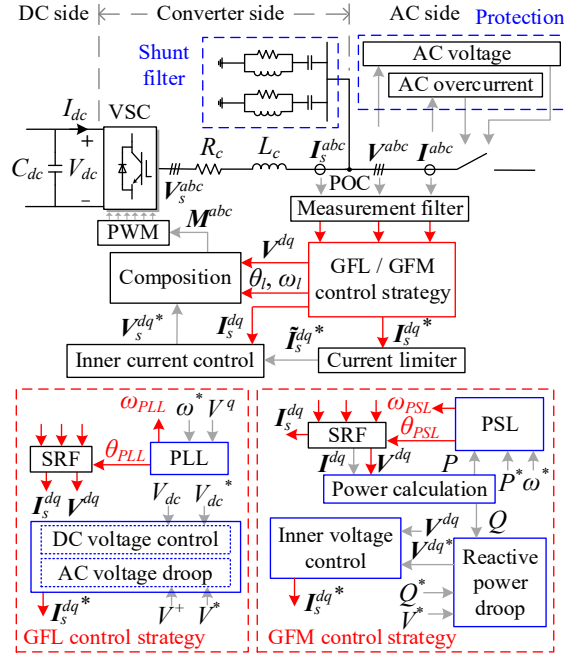 DC side
Converter side
AC side
Protection
Shunt
filter
AC voltage
AC overcurrent
I_dc
VSC
C_dc
V_dc
+
−
R_c
L_c
I_s^abc
V^abc
I^abc
V_s^abc
POC
PWM
M^abc
Measurement filter
V^dq
Composition
θ_l, ω_l
GFL / GFM
control strategy
V_s^dq*
I_s^dq
Ĩ_s^dq*
I_s^dq*
Inner current control
Current limiter
ω_PLL
ω*
V^q
SRF
θ_PLL
PLL
I_s^dq
V^dq
V_dc
V_dc*
DC voltage control
AC voltage droop
I_s^dq*
V^+
V*
GFL control strategy
I_s^dq
ω_PSL
SRF
θ_PSL
PSL
I^dq
V^dq
P
P*
ω*
Power calculation
Inner voltage
control
V^dq
V^dq*
Q
Reactive
power
droop
Q*
V*
I_s^dq*
GFM control strategy